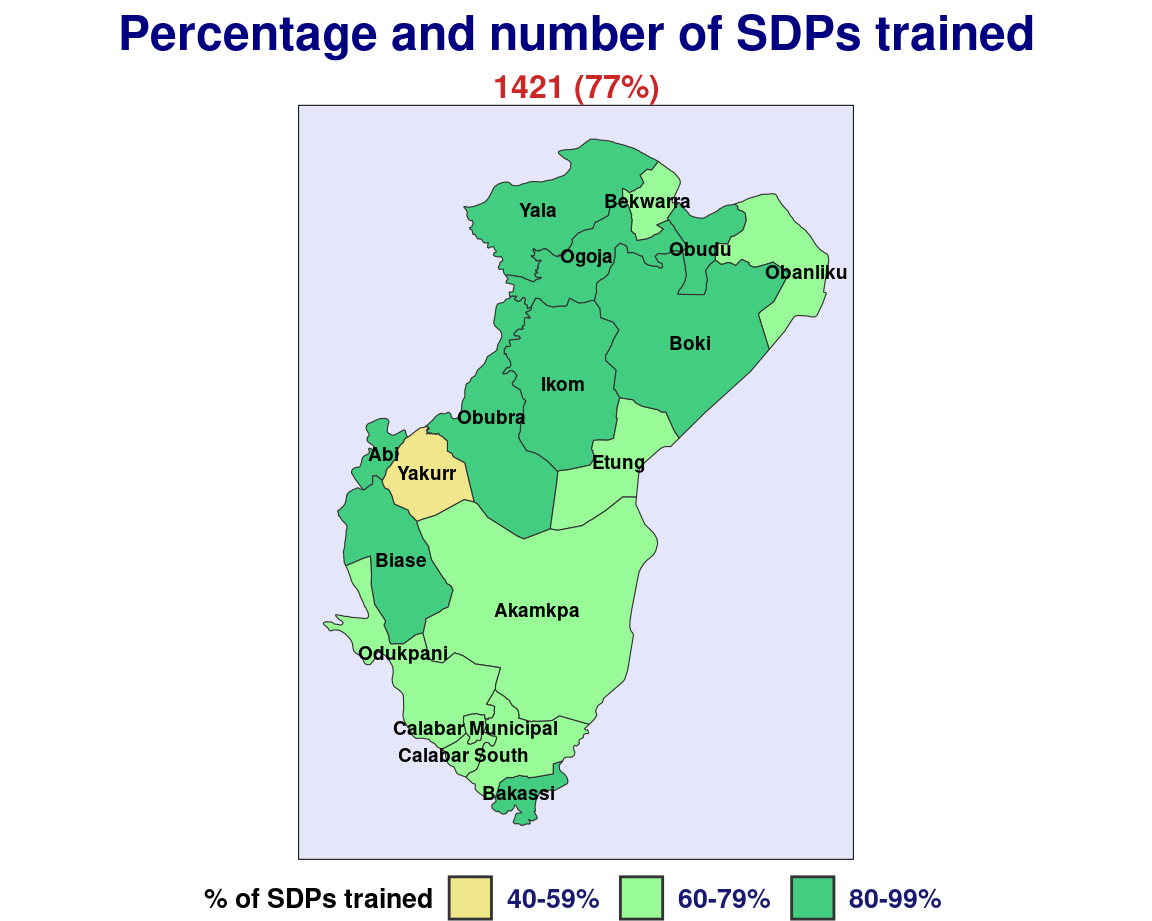 Percentage and number of SDPs trained
1421 (77%)
Bekwarra
Yala
Obudu
Ogoja
Obanliku
Boki
Ikom
Obubra
Abi
Etung
Yakurr
Biase
Akamkpa
Odukpani
Calabar Municipal
Calabar South
Bakassi
% of SDPs trained 40-59% 60-79% 80-99%